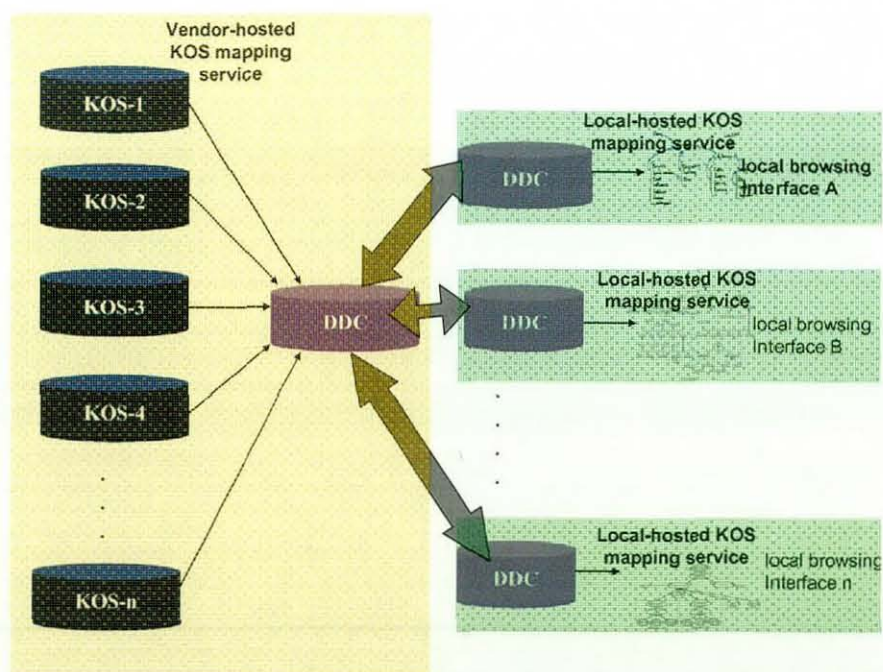 Vendor-hosted
KOS mapping
service
KOS-1
KOS-2
KOS-3
KOS-4
KOS-n
DDC
Local-hosted KOS
mapping service
DDC
local browsing
Interface A
Local-hosted KOS
mapping service
DDC
local browsing
Interface B
Local-hosted KOS
mapping service
DDC
local browsing
Interface n